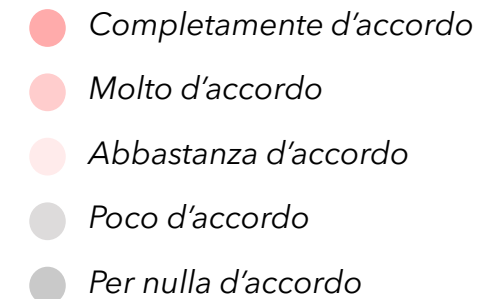 Completamente d’accordo
Molto d’accordo
Abbastanza d’accordo
Poco d’accordo
Per nulla d’accordo